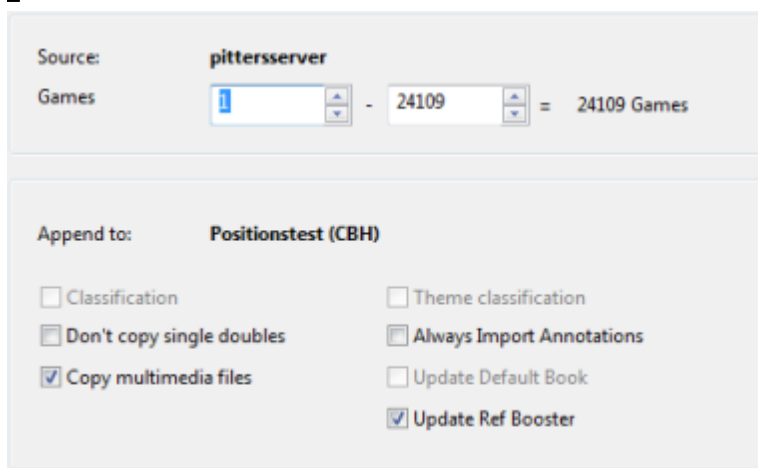 Source: pittersserver
Games 1 - 24109 = 24109 Games
Append to: Positionstest (CBH)
Classification Theme classification
Don't copy single doubles Always Import Annotations
Copy multimedia files Update Default Book
Update Ref Booster